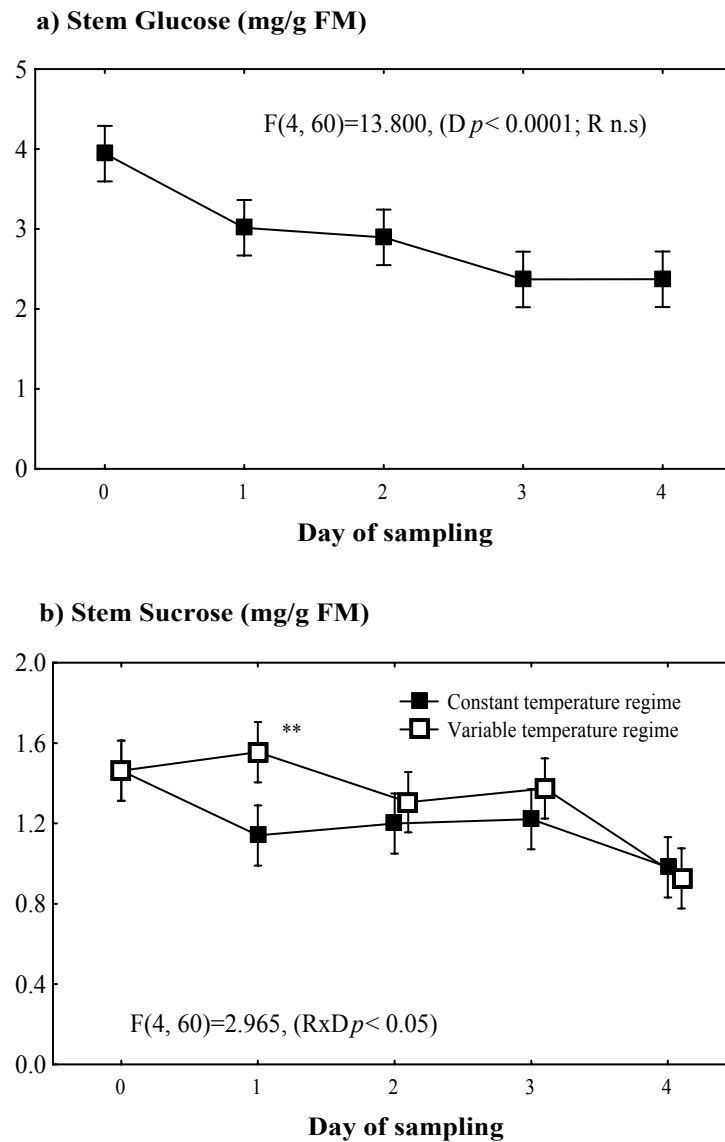 a) Stem Glucose (mg/g FM)
5
F(4, 60)=13.800, (D p< 0.0001; R n.s)
4
3
2
1
0
0 1 2 3 4
Day of sampling
b) Stem Sucrose (mg/g FM)
2.0
Constant temperature regime
Variable temperature regime
1.6
**
1.2
0.8
0.4
F(4, 60)=2.965, (RxD p< 0.05)
0.0
0 1 2 3 4
Day of sampling